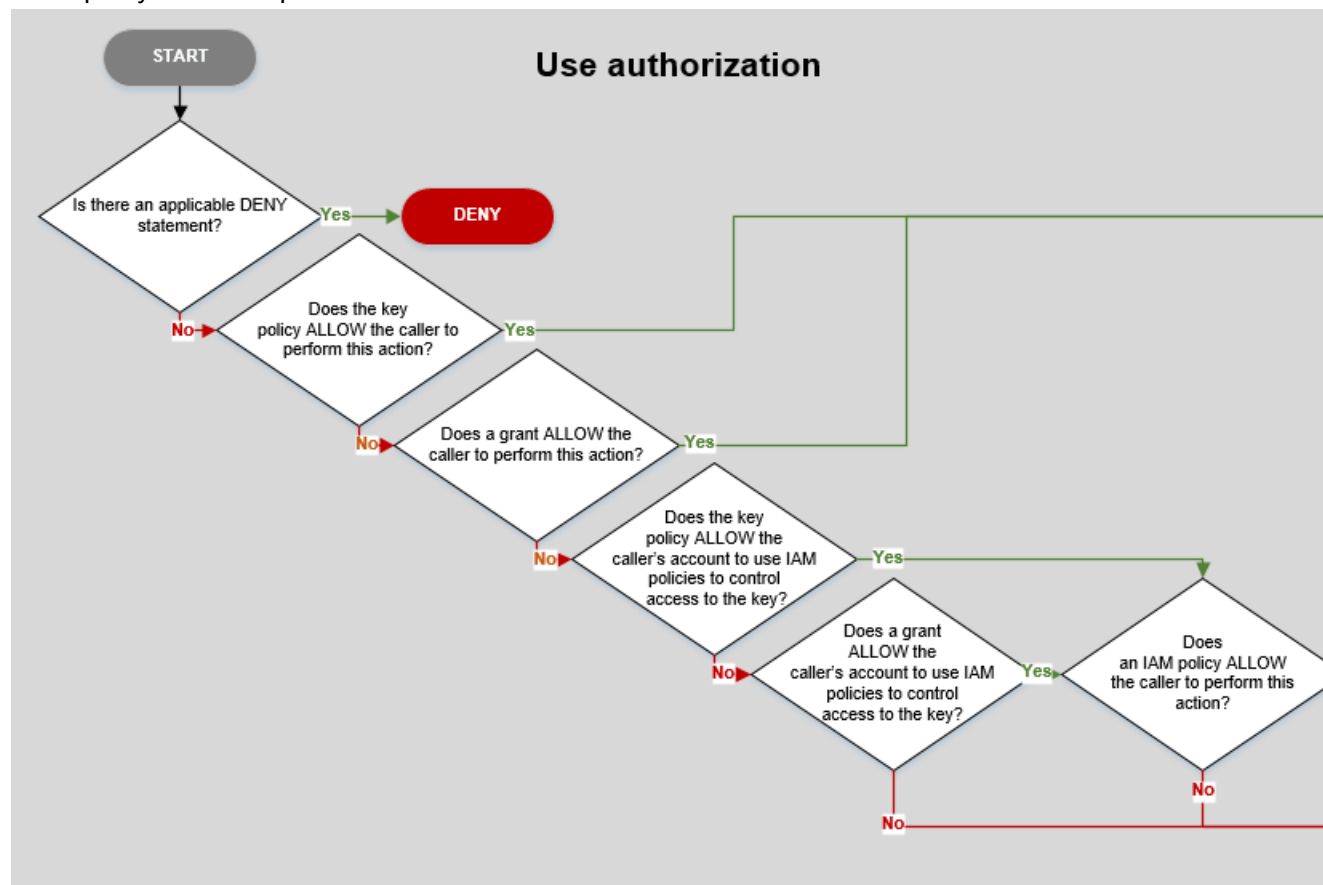 START
Use authorization
Is there an applicable DENY
statement?
Yes
DENY
No
Does the key
policy ALLOW the caller to
perform this action?
Yes
No
Does a grant ALLOW the
caller to perform this action?
Yes
No
Does the key
policy ALLOW the
caller's account to use IAM
policies to control
access to the key?
Yes
No
Does a grant
ALLOW the
caller's account to use IAM
policies to control
access to the key?
Yes
No
Does
an IAM policy ALLOW
the caller to perform this
action?
No